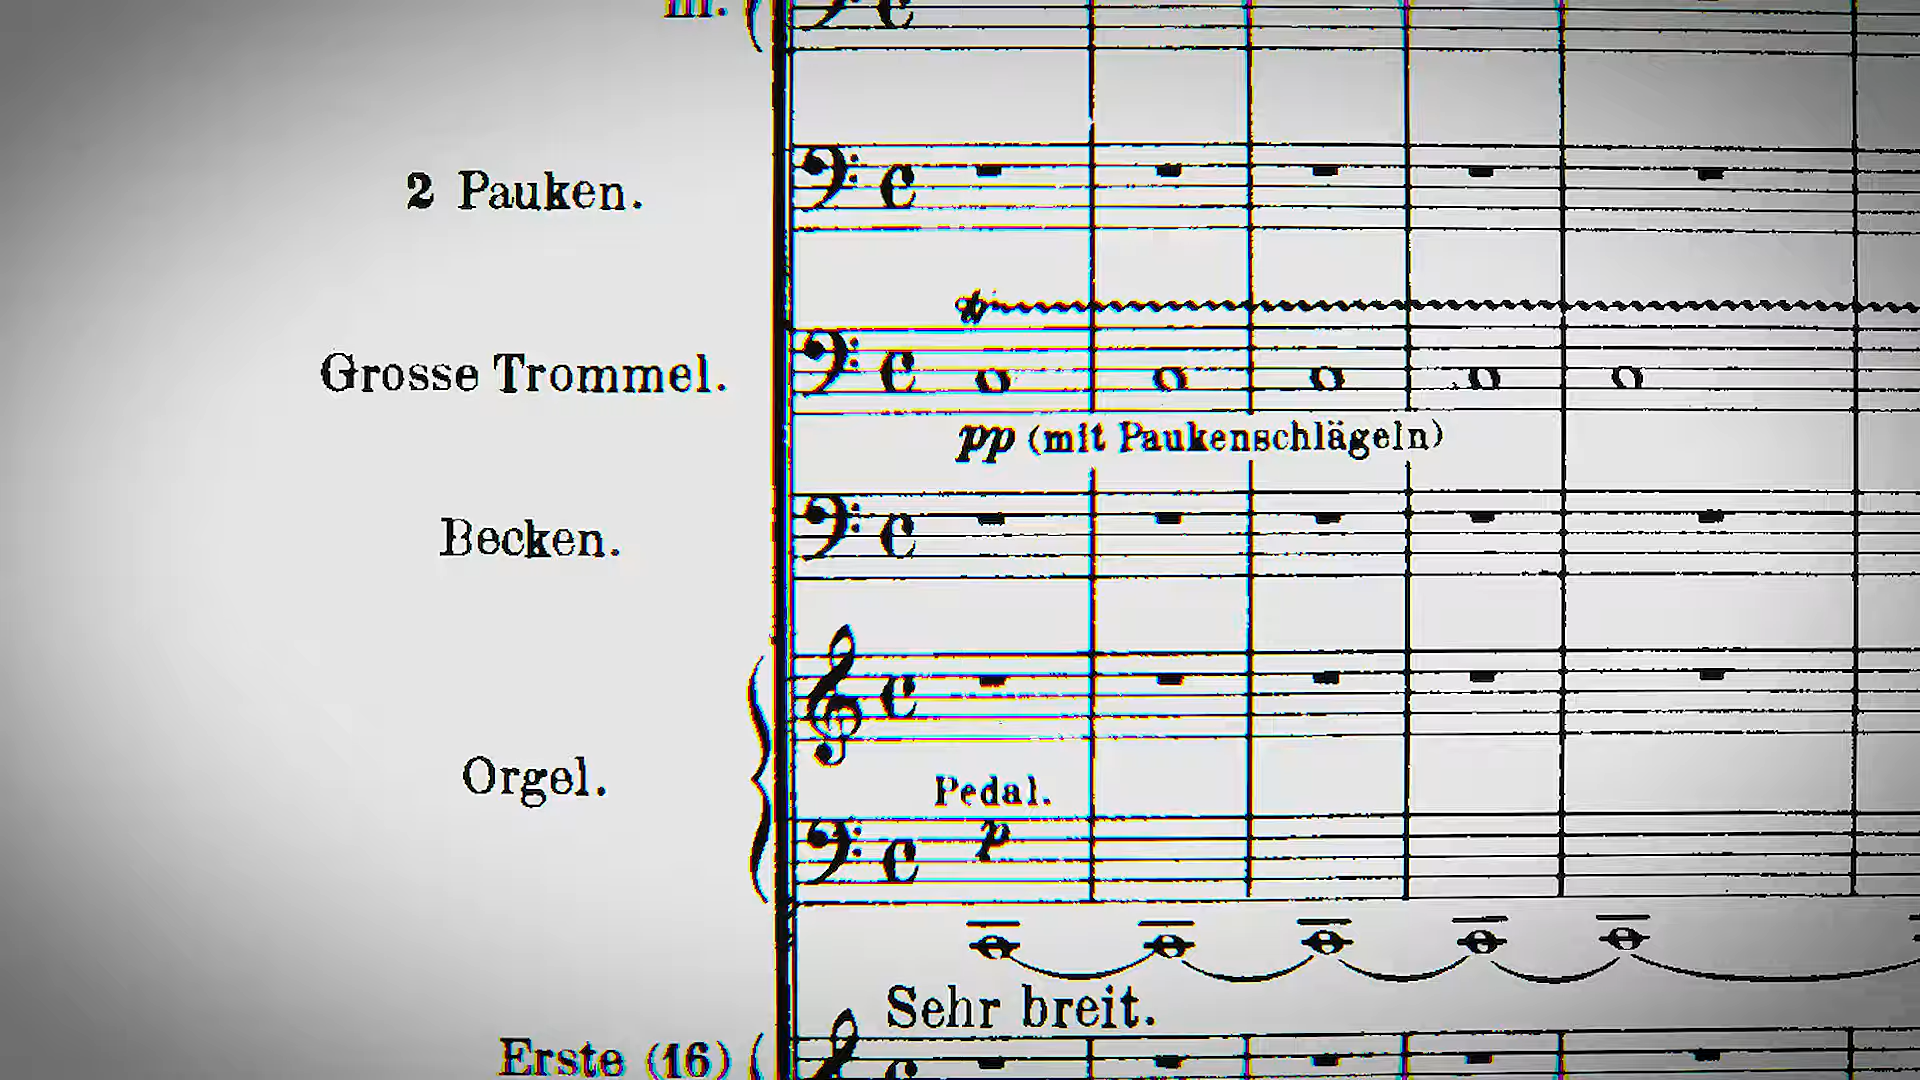 III.
2 Pauken.
Grosse Trommel.
pp (mit Paukenschlägeln)
Becken.
Orgel.
Pedal.
p
Sehr breit.
Erste (16)